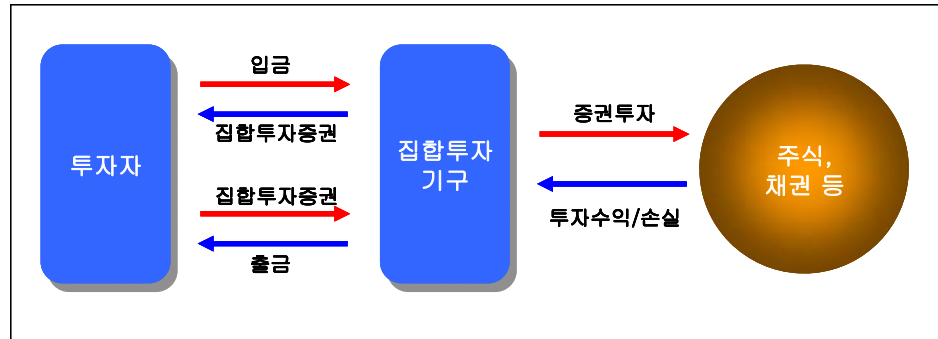 투자자
입금
집합투자증권
집합투자증권
출금
집합투자
기구
증권투자
투자수익/손실
주식,
채권 등